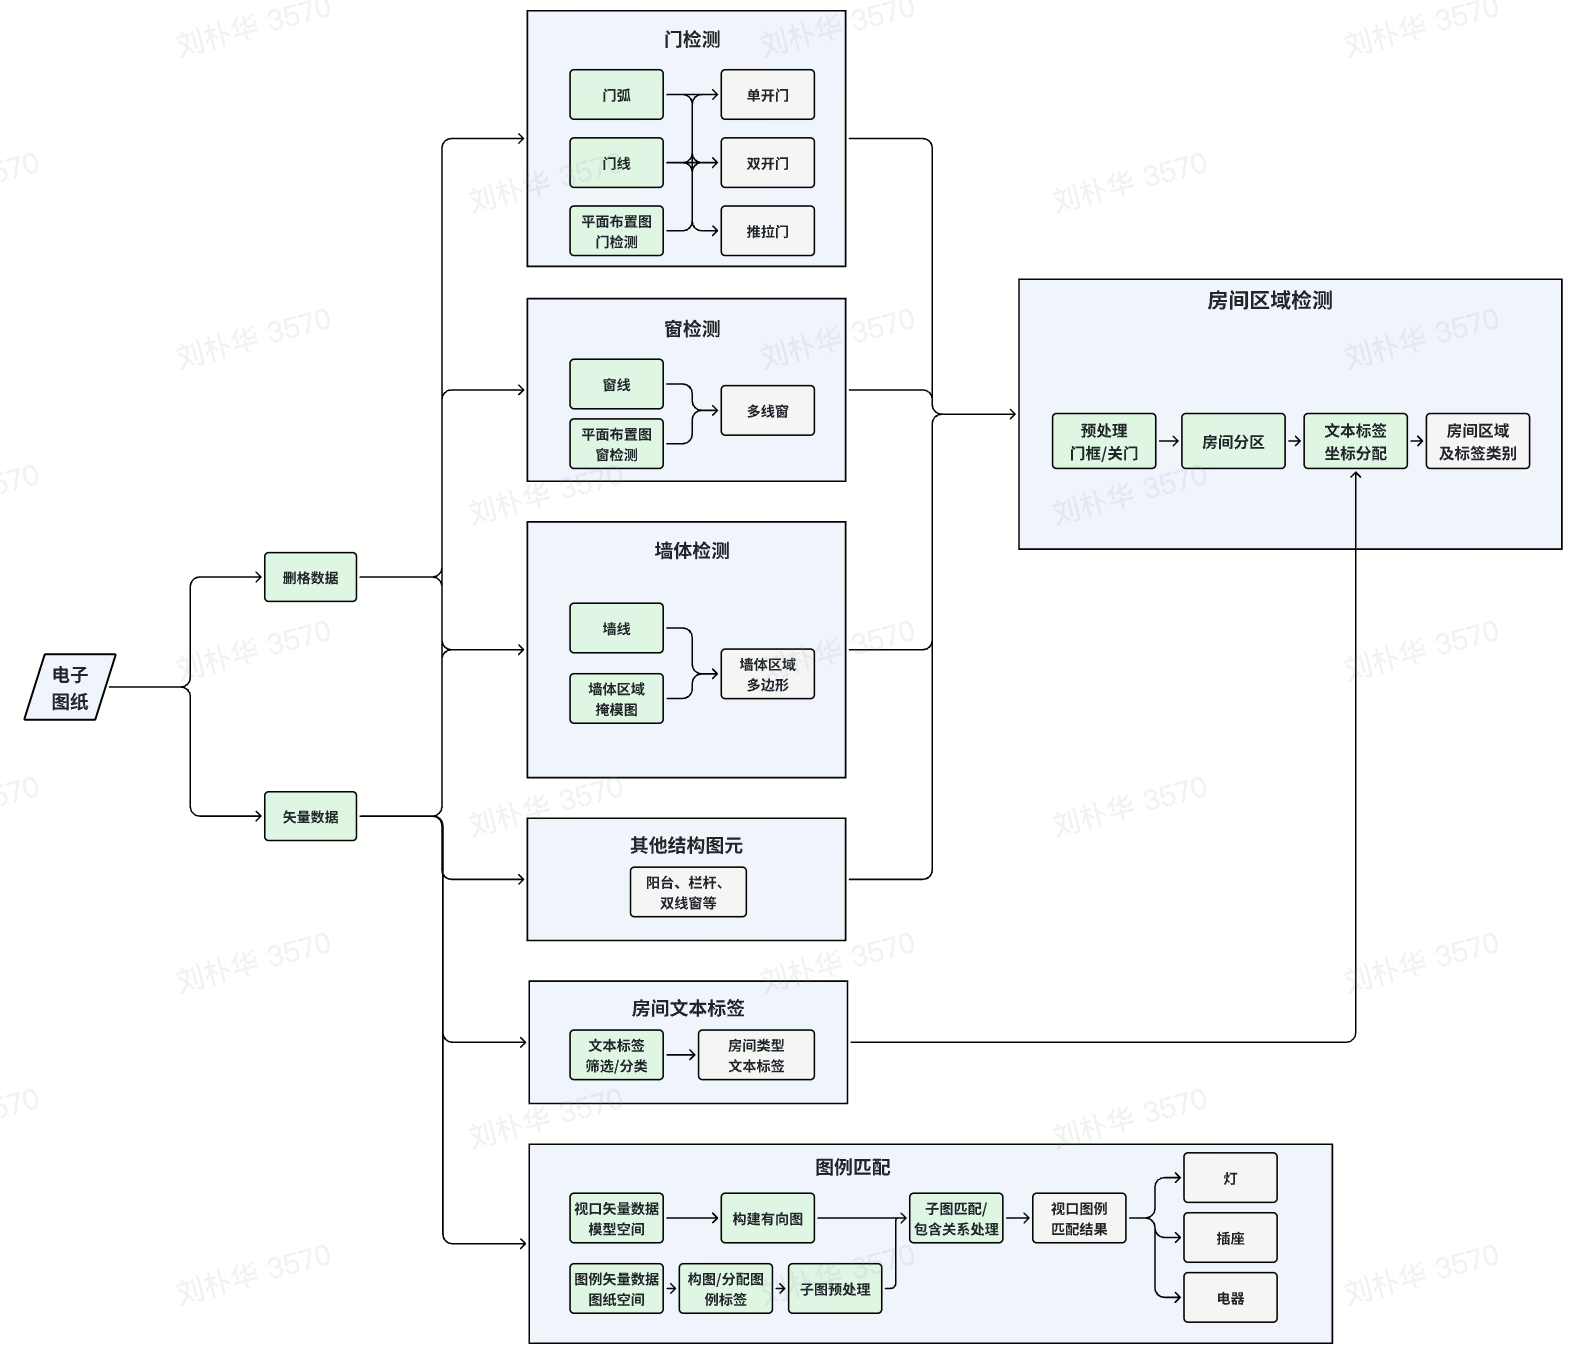 门检测
门弧
单开门
门线
双开门
平面布置图
门检测
推拉门
窗检测
窗线
平面布置图
窗检测
多线窗
墙体检测
墙线
墙体区域
掩模图
墙体区域
多边形
其他结构图元
阳台、栏杆、
双线窗等
房间文本标签
文本标签
筛选/分类
房间类型
文本标签
图例匹配
视口矢量数据
模型空间
构建有向图
图例矢量数据
图纸空间
构图/分配图
例标签
子图预处理
子图匹配/
包含关系处理
视口图例
匹配结果
灯
插座
电器
房间区域检测
预处理
门框/关门
房间分区
文本标签
坐标分配
房间区域
及标签类别
电子
图纸
删格数据
矢量数据
刘朴华 3570